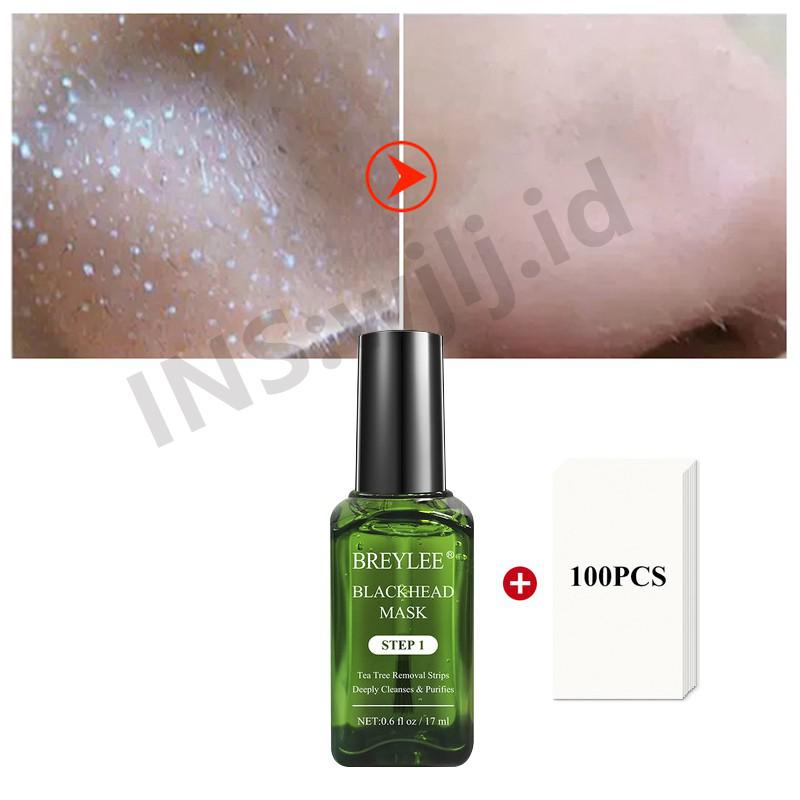 INS:wjlj.id
BREYLEE®
BLACKHEAD
MASK
STEP 1
Tea Tree Removal Strips
Deeply Cleanses & Purifies
NET:0.6 fl oz / 17 ml
100PCS